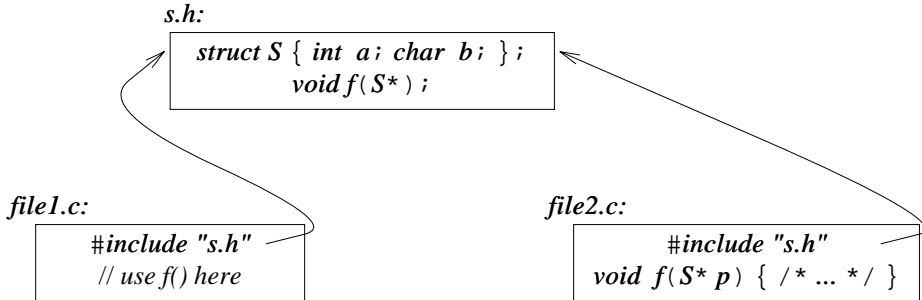 s.h:
struct S { int a; char b; };
void f(S*);
file1.c:
#include "s.h"
// use f() here
file2.c:
#include "s.h"
void f(S* p) { /* ... */ }